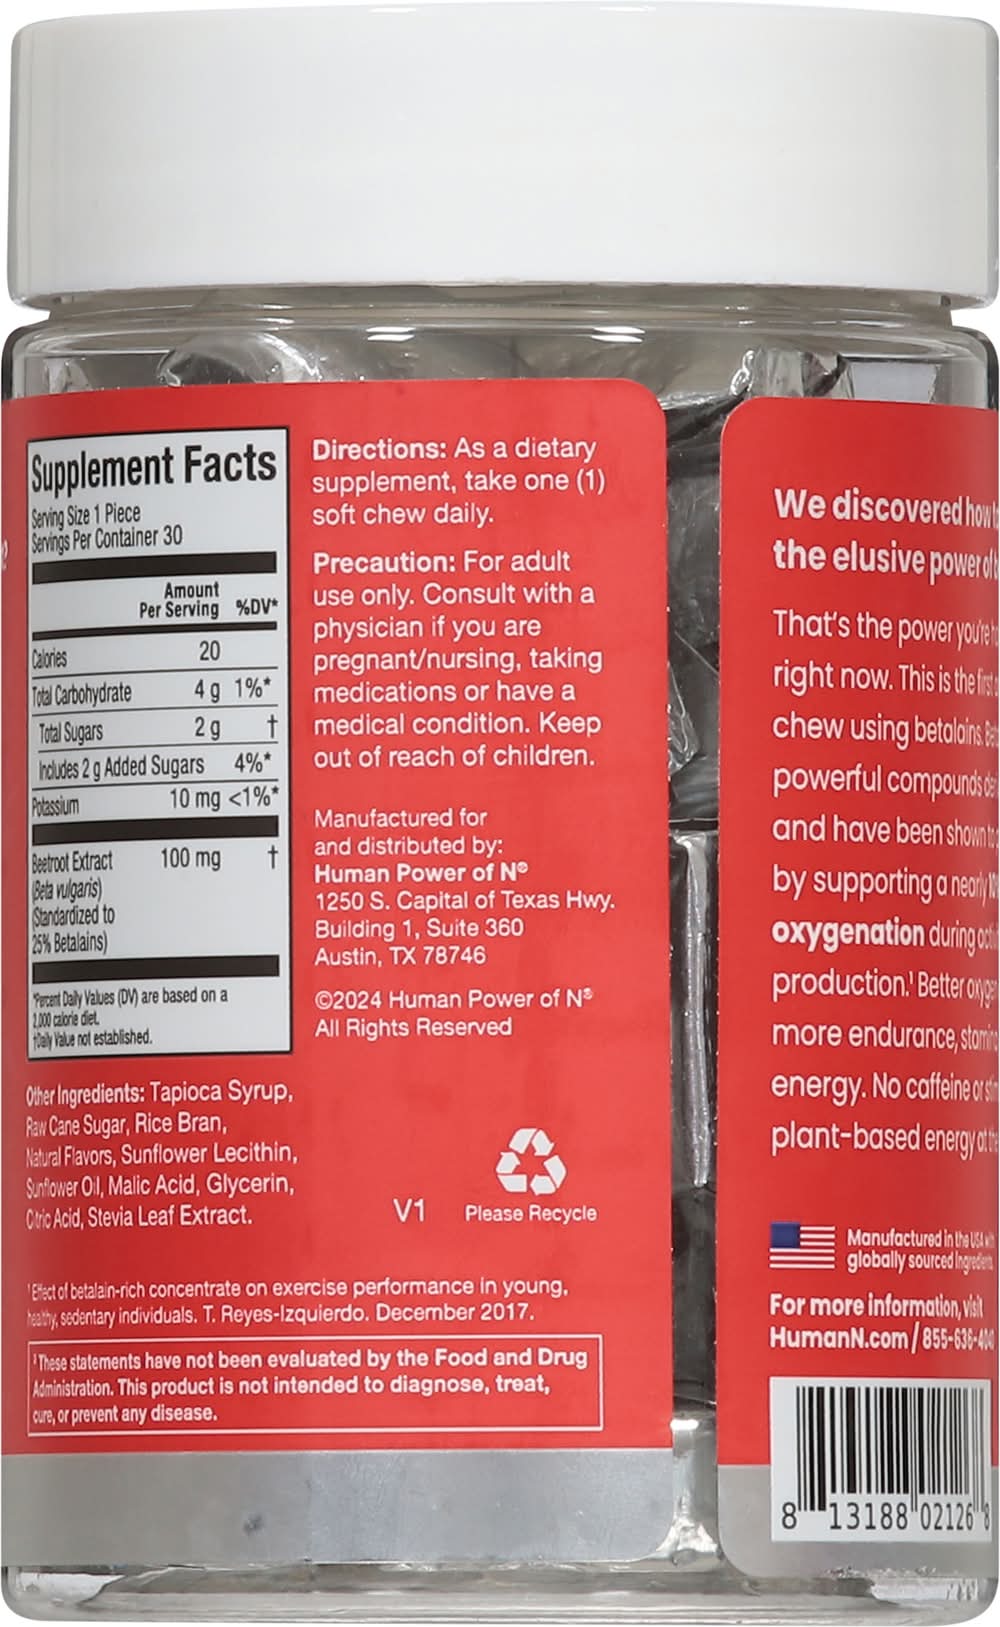 Supplement Facts
Serving Size 1 Piece
Servings Per Container 30
Amount
Per Serving %DV*
Calories 20
Total Carbohydrate 4 g 1%*
Total Sugars 2 g †
Includes 2 g Added Sugars 4%*
Potassium 10 mg <1%*
Beetroot Extract 100 mg †
(Beta vulgaris)
(Standardized to
25% Betalains)
*Percent Daily Values (DV) are based on a
2,000 calorie diet.
†Daily Value not established.
Other Ingredients: Tapioca Syrup,
Raw Cane Sugar, Rice Bran,
Natural Flavors, Sunflower Lecithin,
Sunflower Oil, Malic Acid, Glycerin,
Citric Acid, Stevia Leaf Extract.
Directions: As a dietary
supplement, take one (1)
soft chew daily.
Precaution: For adult
use only. Consult with a
physician if you are
pregnant/nursing, taking
medications or have a
medical condition. Keep
out of reach of children.
Manufactured for
and distributed by:
Human Power of N®
1250 S. Capital of Texas Hwy.
Building 1, Suite 360
Austin, TX 78746
©2024 Human Power of N®
All Rights Reserved
V1 Please Recycle
¹ Effect of betalain-rich concentrate on exercise performance in young,
healthy, sedentary individuals. T. Reyes-Izquierdo. December 2017.
² These statements have not been evaluated by the Food and Drug
Administration. This product is not intended to diagnose, treat,
cure, or prevent any disease.
We discovered how
the elusive power of
That's the power you're
right now. This is the first
chew using betalains.
powerful compounds
and have been shown to
by supporting a nearly
oxygenation during
production.¹ Better
more endurance,
energy. No caffeine or
plant-based energy at
Manufactured in the USA
globally sourced ingredients
For more information, visit
HumanN.com / 855-636-4040
8 13188 02126 8